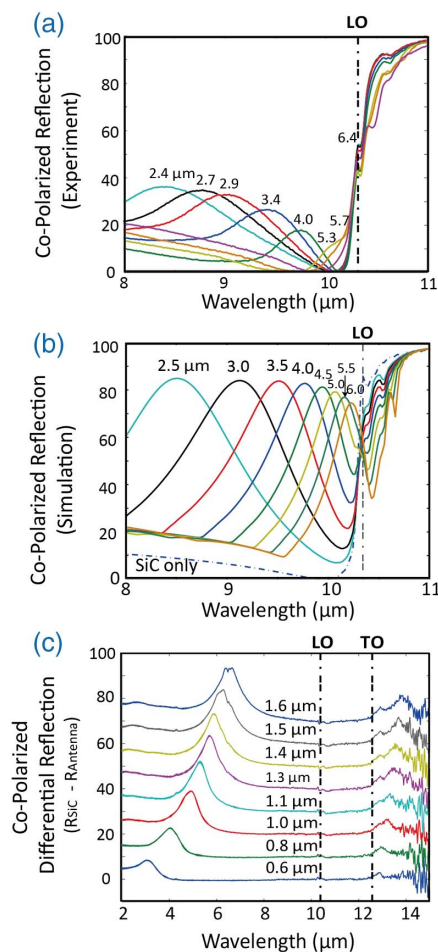 (a)
LO
Co-Polarized Reflection
(Experiment)
100
80
60
40
20
0
2.4 μm
2.7
2.9
3.4
4.0
5.3
5.7
6.4
8 9 10 11
Wavelength (μm)
(b)
LO
Co-Polarized Reflection
(Simulation)
100
80
60
40
20
0
2.5 μm
3.0
3.5
4.0
4.5
5.0
5.5
6.0
SiC only
8 9 10 11
Wavelength (μm)
(c)
LO TO
Co-Polarized
Differential Reflection
(RSiC - RAntenna)
100
80
60
40
20
0
1.6 μm
1.5 μm
1.4 μm
1.3 μm
1.1 μm
1.0 μm
0.8 μm
0.6 μm
2 4 6 8 10 12 14
Wavelength (μm)